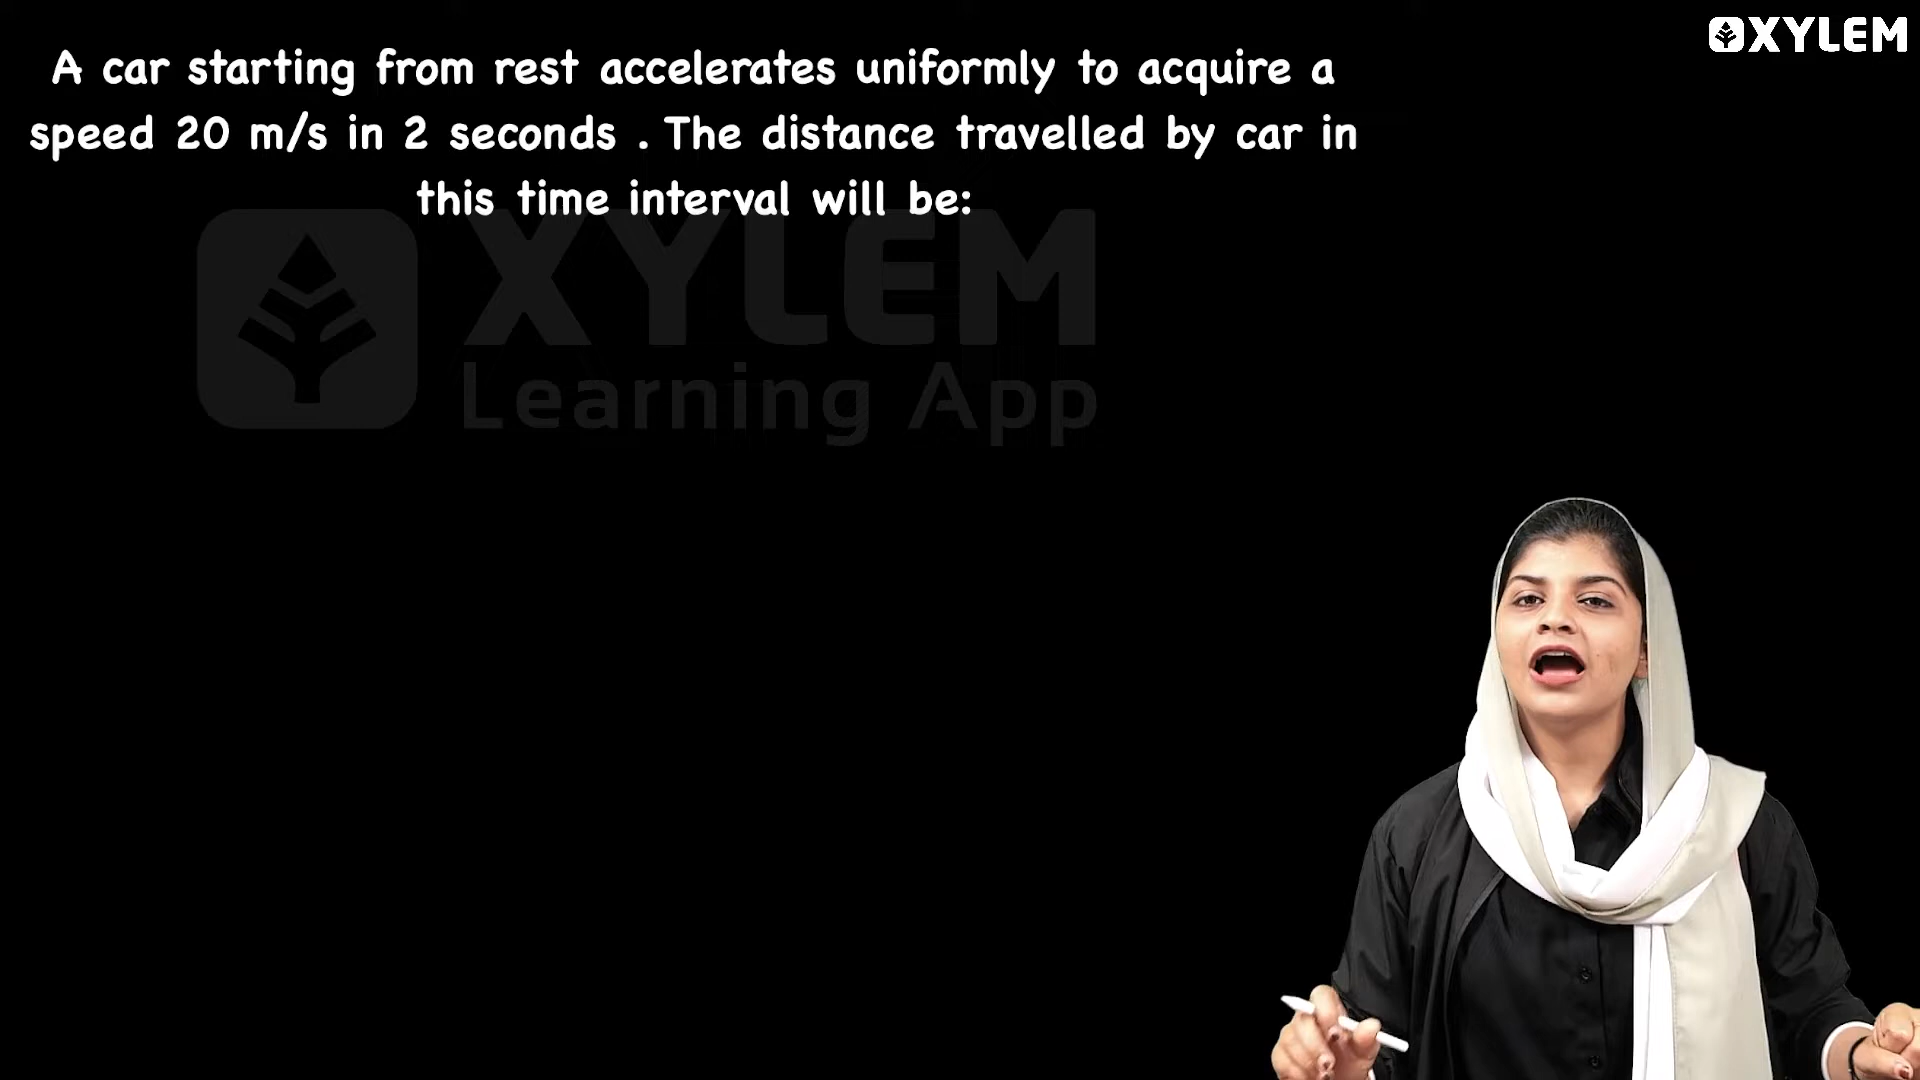 XYLEM
A car starting from rest accelerates uniformly to acquire a
speed 20 m/s in 2 seconds . The distance travelled by car in
this time interval will be:
XYLEM
Learning App